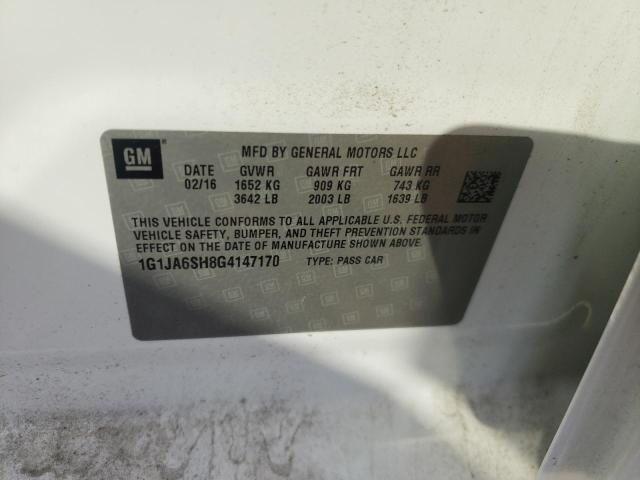 GM
MFD BY GENERAL MOTORS LLC
DATE GVWR GAWR FRT GAWR RR
02/16 1652 KG 909 KG 743 KG
3642 LB 2003 LB 1639 LB
THIS VEHICLE CONFORMS TO ALL APPLICABLE U.S. FEDERAL MOTOR
VEHICLE SAFETY, BUMPER, AND THEFT PREVENTION STANDARDS IN
EFFECT ON THE DATE OF MANUFACTURE SHOWN ABOVE.
1G1JA6SH8G4147170 TYPE: PASS CAR